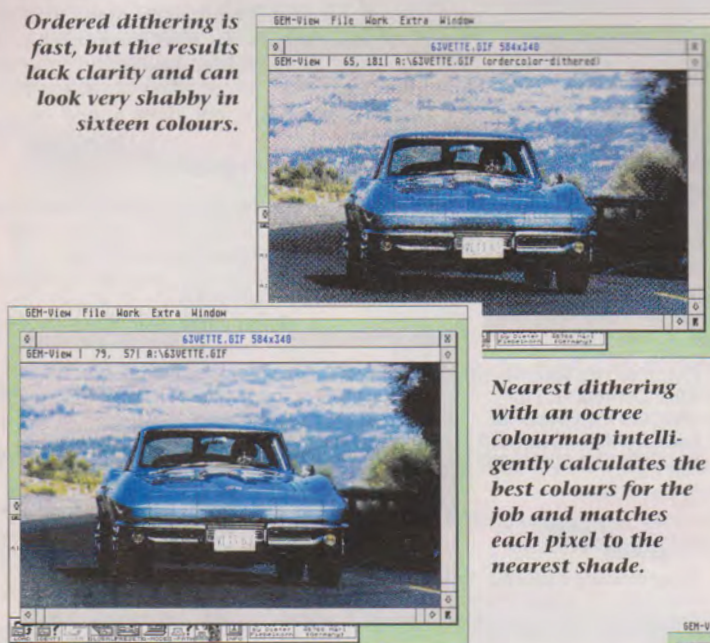 Ordered dithering is
fast, but the results
lack clarity and can
look very shabby in
sixteen colours.
GEM-View File Work Extra Window
63VETTE.GIF 584x340
GEM-View | 65, 181| A:\63VETTE.GIF (ordercolor-dithered)
GEM-View File Work Extra Window
63VETTE.GIF 584x340
GEM-View | 79, 57| A:\63VETTE.GIF
Nearest dithering
with an octree
colourmap intelli-
gently calculates the
best colours for the
job and matches
each pixel to the
nearest shade.